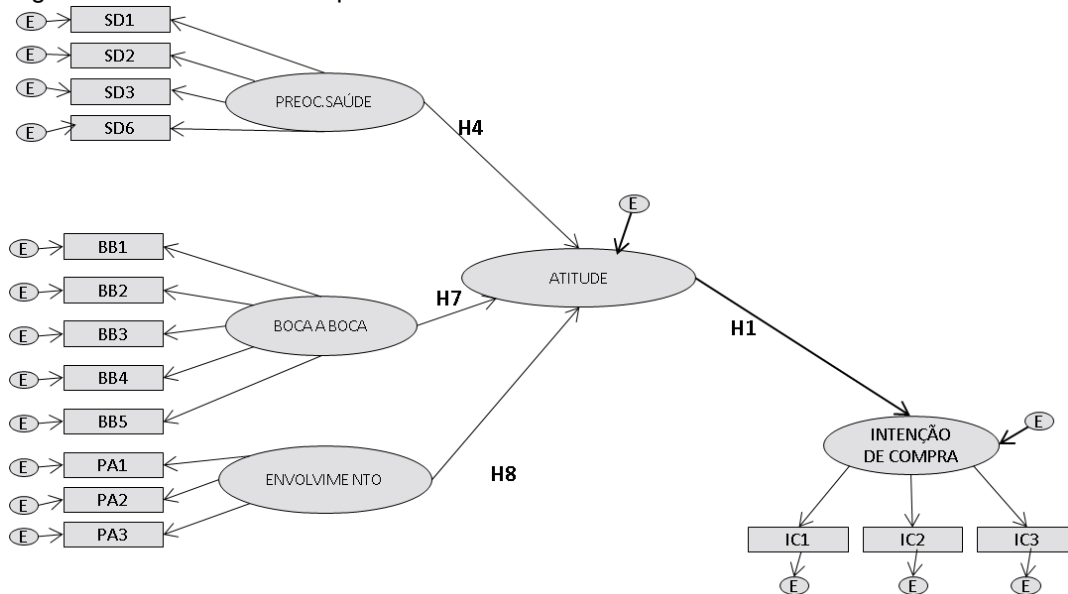 E
SD1
E
SD2
E
SD3
E
SD6
PREOC.SAÚDE
H4
E
E
BB1
E
BB2
E
BB3
E
BB4
E
BB5
BOCA A BOCA
H7
ATITUDE
H1
E
PA1
E
PA2
E
PA3
ENVOLVIME NTO
H8
E
INTENÇÃO
DE COMPRA
IC1
IC2
IC3
E
E
E